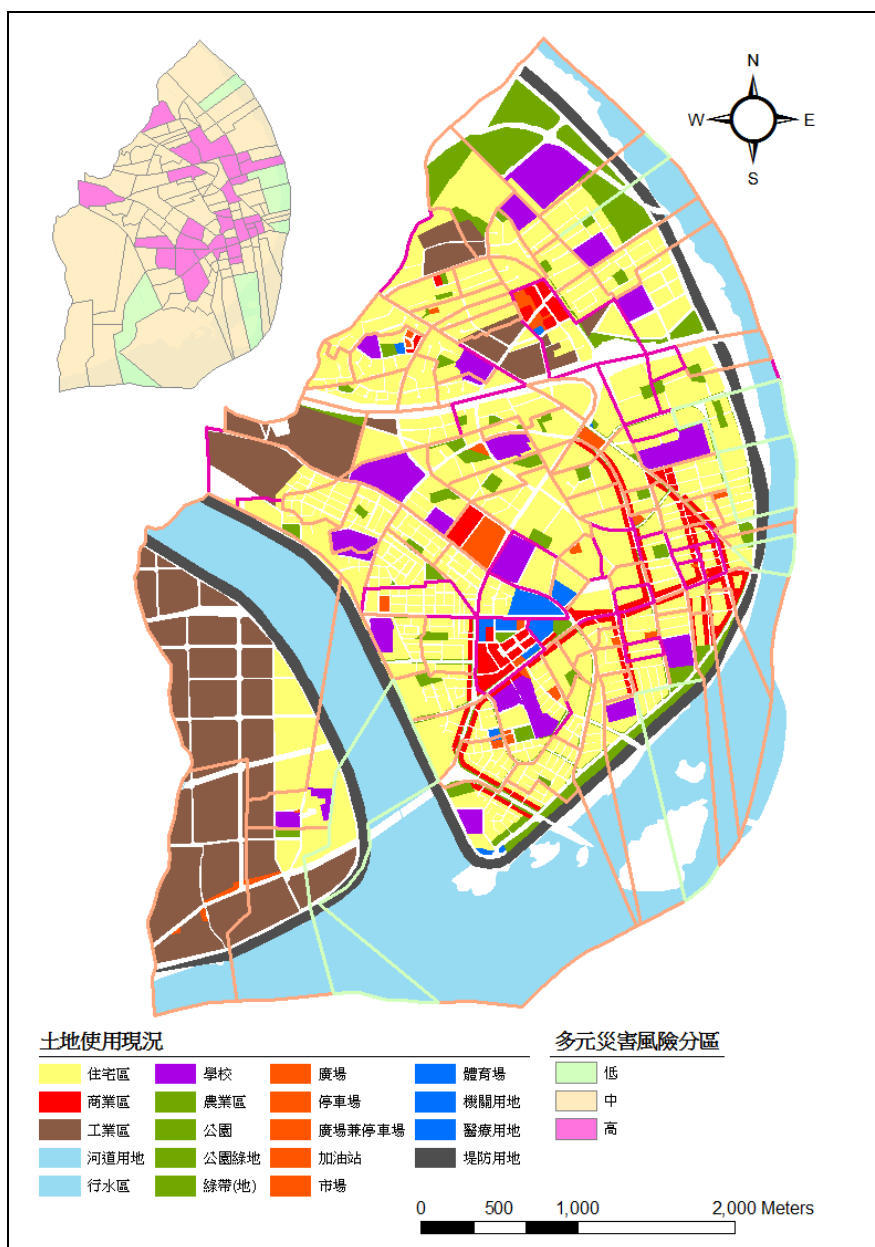 N
W E
S
土地使用現況
住宅區 學校 廣場 體育場
商業區 農業區 停車場 機關用地
工業區 公園 廣場兼停車場 醫療用地
河道用地 公園綠地 加油站 堤防用地
行水區 綠帶(地) 市場
多元災害風險分區
低
中
高
0 500 1,000 2,000 Meters